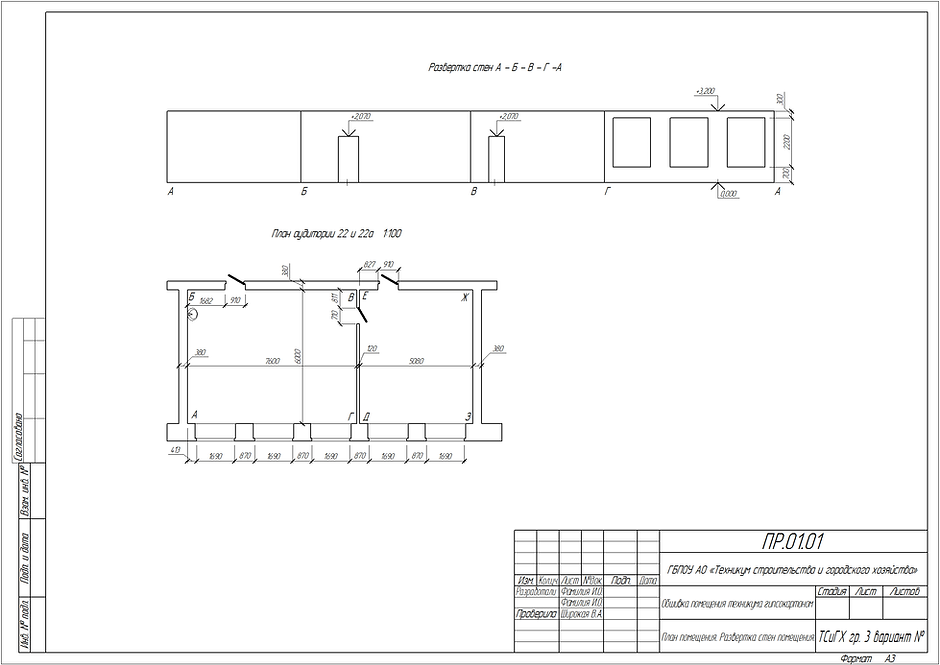 Развертка стен А - Б - В - Г -А
+3,200
300
+2,070
+2,070
2200
700
А
Б
В
Г
А
0,000
План аудитории 22 и 22а 1:100
380
827
910
Б
1682
910
811
В
Е
Ж
710
380
7600
6000
120
5080
380
А
Г
Д
З
413
1690
870
1690
870
1690
870
1690
870
1690
Согласовано
Взам. инв. №
Подп. и дата
Инв. № подл.
ПР.01.01
ГБПОУ АО «Техникум строительства и городского хозяйства»
Изм. Колич. Лист №док. Подп. Дата
Разработали Фамилия И.О.
Фамилия И.О.
Проверила Широкая В.А.
Обшивка помещения техникума гипсокартоном
Стадия Лист Листов
План помещения. Развертка стен помещения.
ТСиГХ гр. 3 вариант №
Формат А3